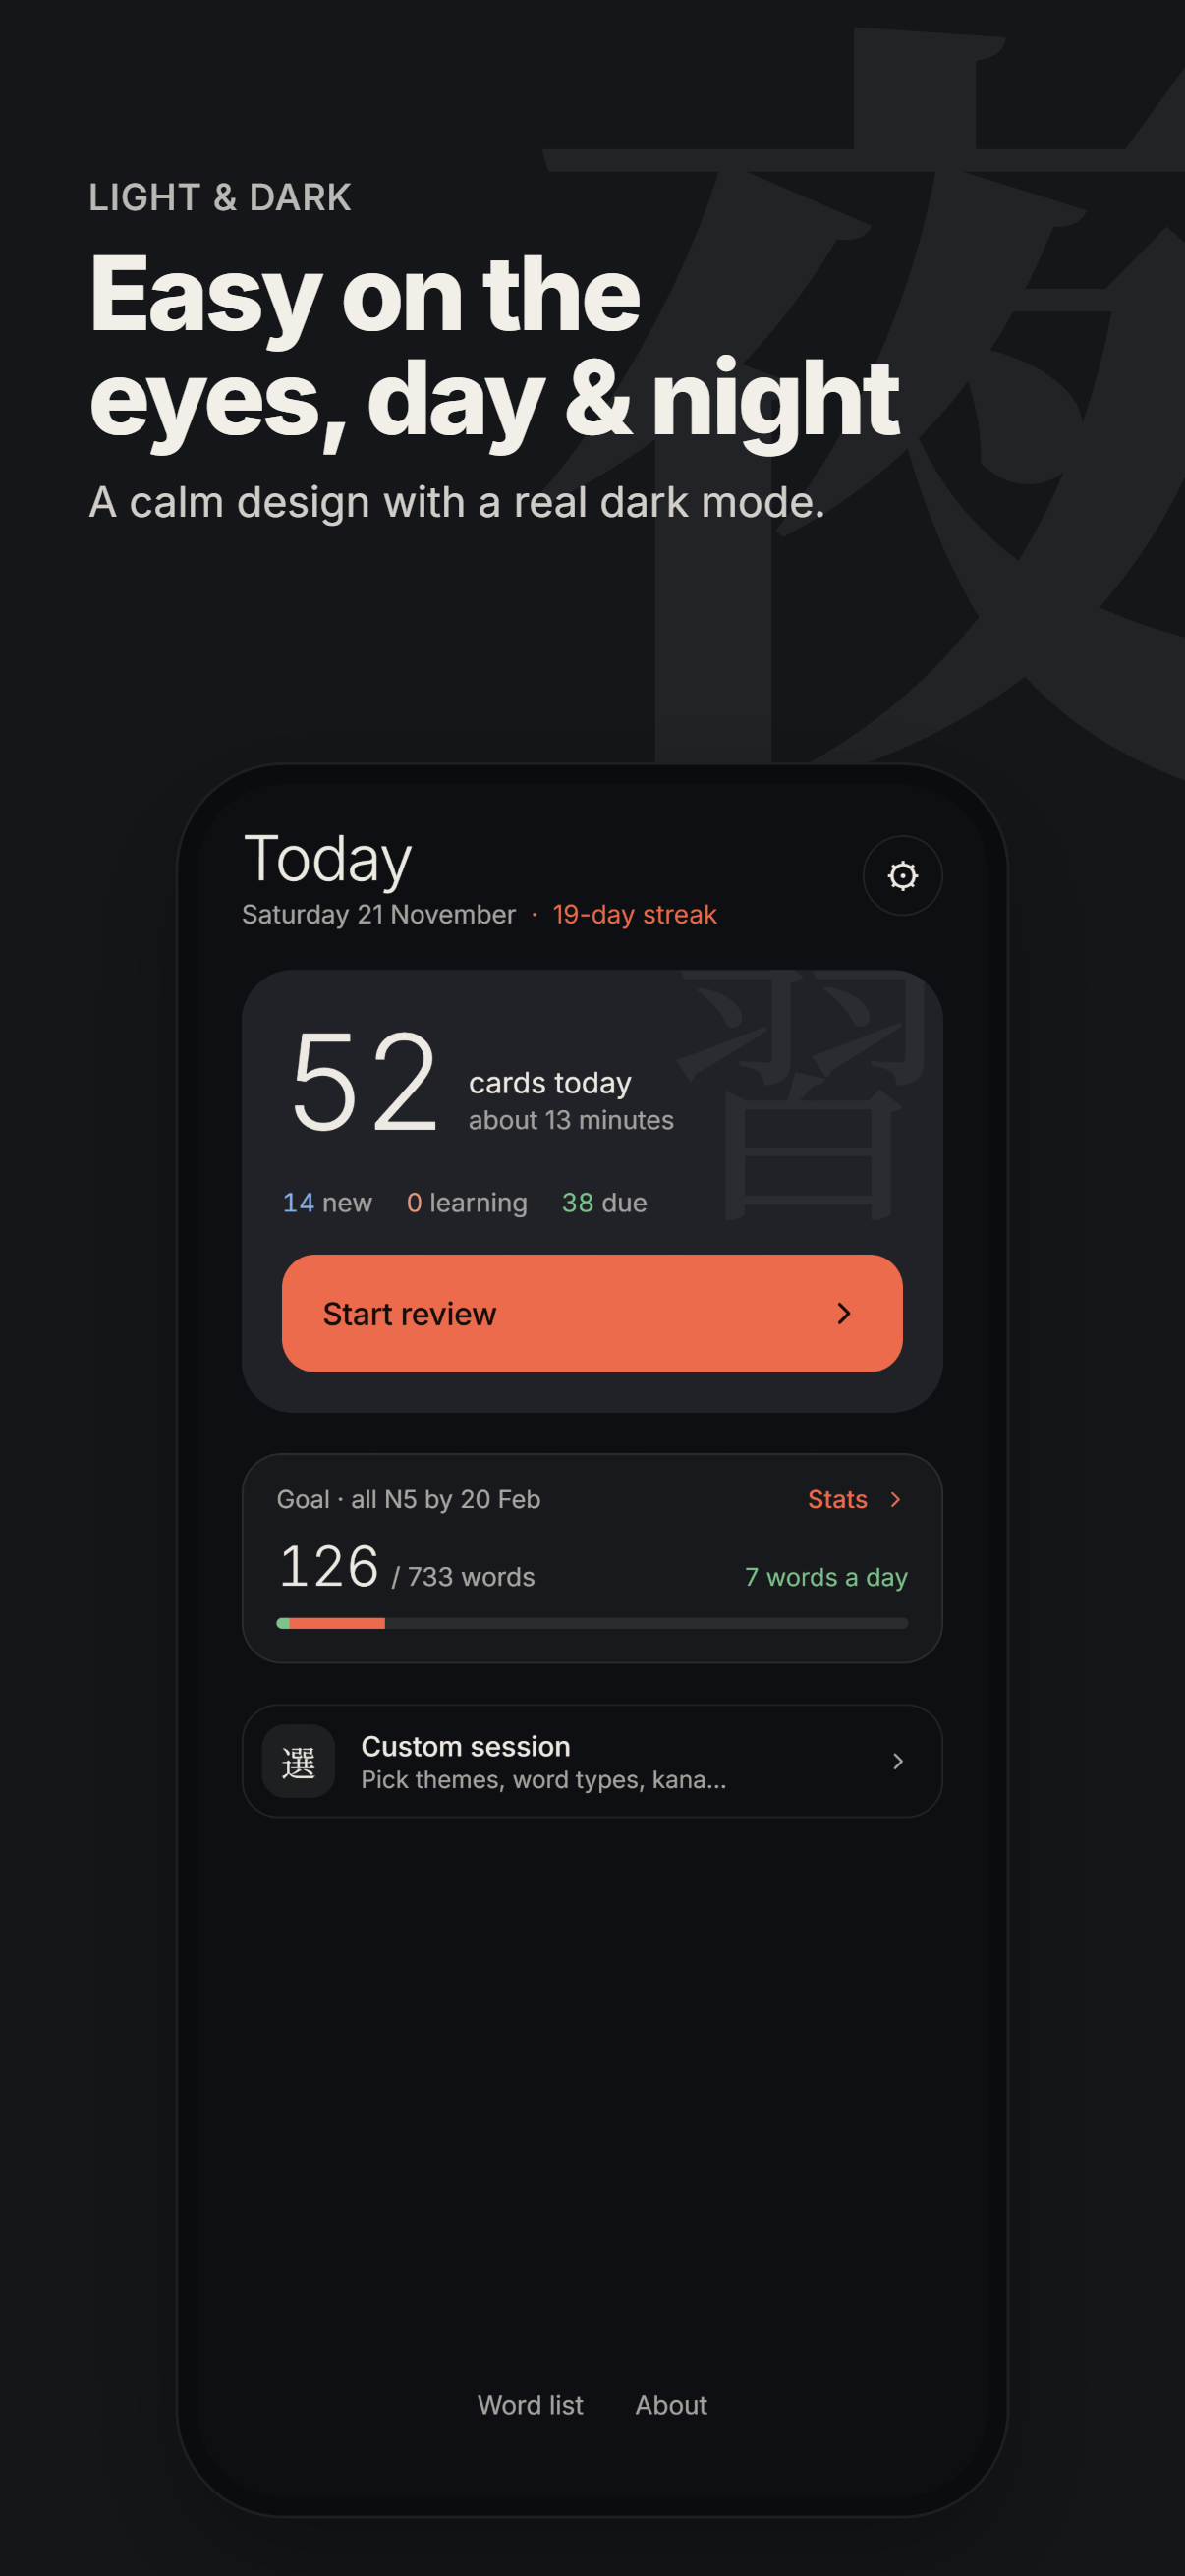 夜
LIGHT & DARK
Easy on the
eyes, day & night
A calm design with a real dark mode.
Today
Saturday 21 November · 19-day streak
習
52 cards today
about 13 minutes
14 new 0 learning 38 due
Start review
Goal · all N5 by 20 Feb Stats
126 / 733 words 7 words a day
選
Custom session
Pick themes, word types, kana...
Word list About